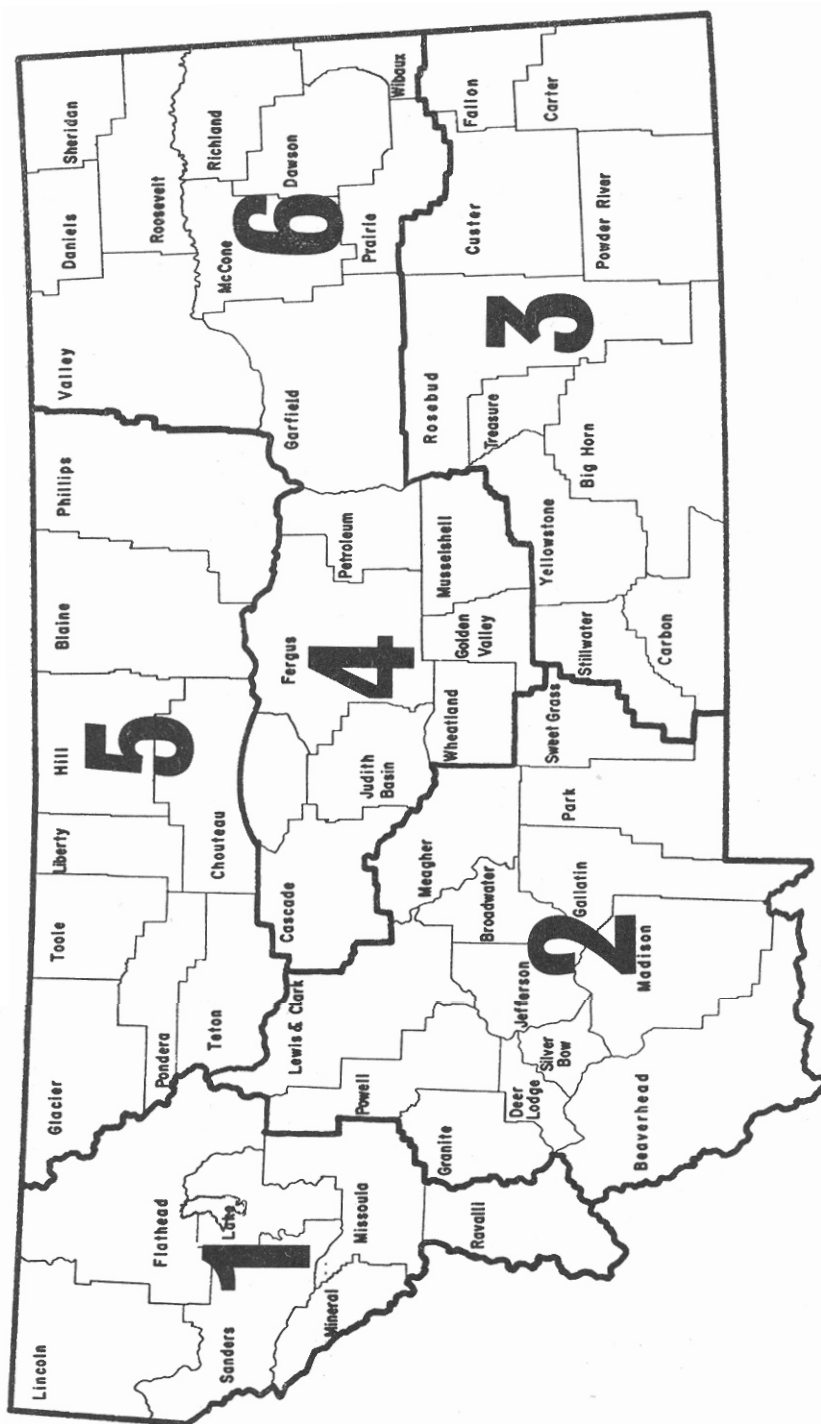 Lincoln
Flathead
Sanders
Lake
1
Mineral
Missoula
Ravalli
Glacier
Toole
Liberty
Hill
Blaine
Phillips
Pondera
Teton
Chouteau
5
Lewis & Clark
Powell
Granite
Deer
Lodge
Silver
Bow
Jefferson
Broadwater
Meagher
2
Beaverhead
Madison
Gallatin
Park
Sweet Grass
Cascade
Judith
Basin
Fergus
4
Petroleum
Wheatland
Golden
Valley
Musselshell
Stillwater
Carbon
Yellowstone
Big Horn
Treasure
Rosebud
3
Custer
Powder River
Fallon
Carter
Valley
Daniels
Sheridan
Roosevelt
Garfield
McCone
6
Richland
Dawson
Prairie
Wibaux